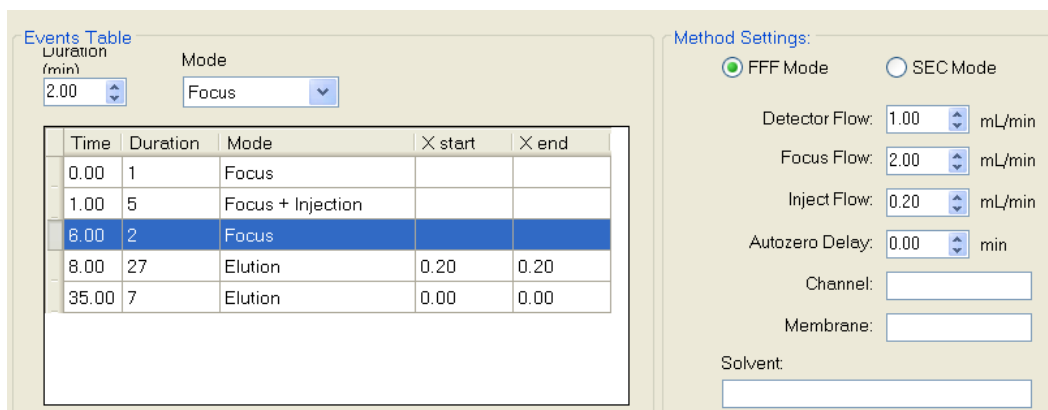 Events Table
Duration
(min)
Mode
2.00
Focus
Time Duration Mode X start X end
0.00 1 Focus
1.00 5 Focus + Injection
6.00 2 Focus
8.00 27 Elution 0.20 0.20
35.00 7 Elution 0.00 0.00
Method Settings:
FFF Mode SEC Mode
Detector Flow: 1.00 mL/min
Focus Flow: 2.00 mL/min
Inject Flow: 0.20 mL/min
Autozero Delay: 0.00 min
Channel:
Membrane:
Solvent: